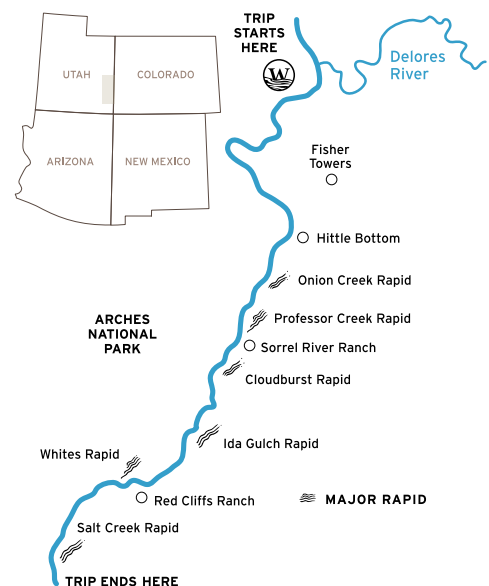 TRIP
STARTS
HERE
W
Delores
River
UTAH
COLORADO
ARIZONA
NEW MEXICO
Fisher
Towers
Hittle Bottom
Onion Creek Rapid
Professor Creek Rapid
ARCHES
NATIONAL
PARK
Sorrel River Ranch
Cloudburst Rapid
Ida Gulch Rapid
Whites Rapid
Red Cliffs Ranch
MAJOR RAPID
Salt Creek Rapid
TRIP ENDS HERE